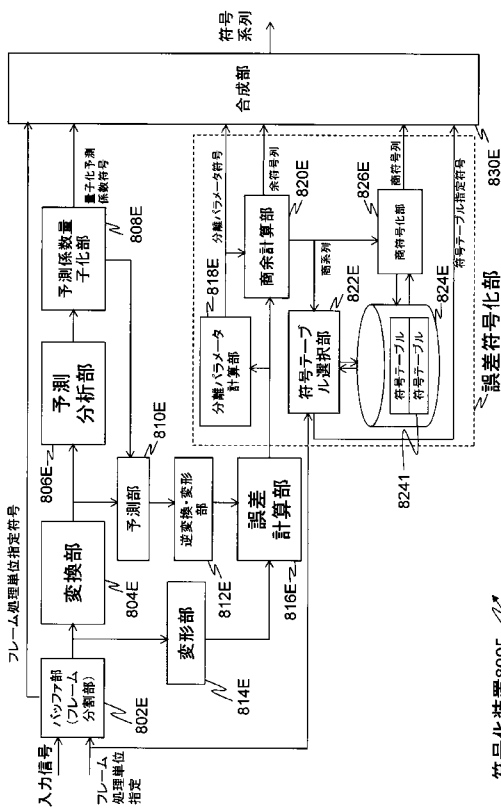 フレーム処理単位指定符号
入力信号
フレーム
処理単位
指定
バッファ部
(フレーム
分割部)
802E
変換部
804E
806E
予測
分析部
予測係数量
子化部
808E
量子化予測
係数符号
合成部
符号
系列
830E
予測部
810E
逆変換・変形
部
812E
変形部
814E
誤差
計算部
816E
818E
分離パラメータ
計算部
分離パラメータ符号
商余計算部
820E
余符号列
商系列
822E
符号テーブ
ル選択部
826E
商符号化部
商符号列
824E
符号テーブル
符号テーブル
8241
符号テーブル指定符号
誤差符号化部